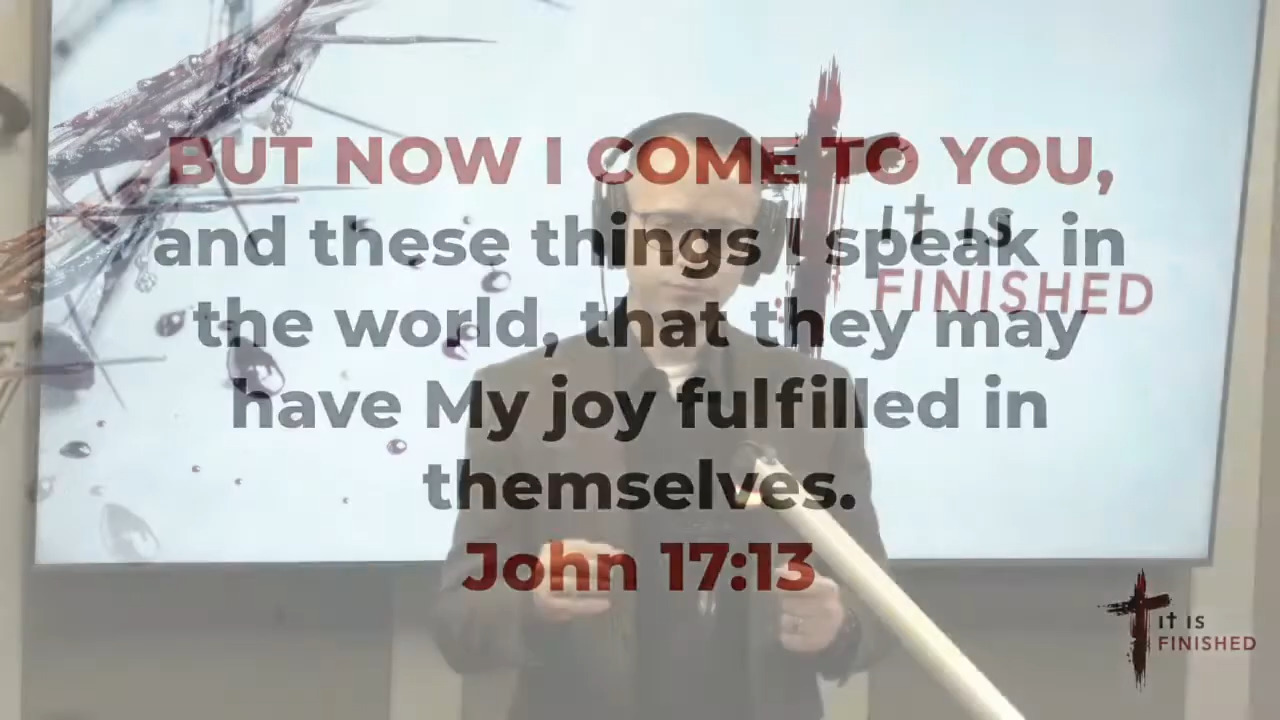 BUT NOW I COME TO YOU,
and these things I speak in
the world, that they may
have My joy fulfilled in
themselves.
John 17:13
IT IS
FINISHED
IT IS
FINISHED